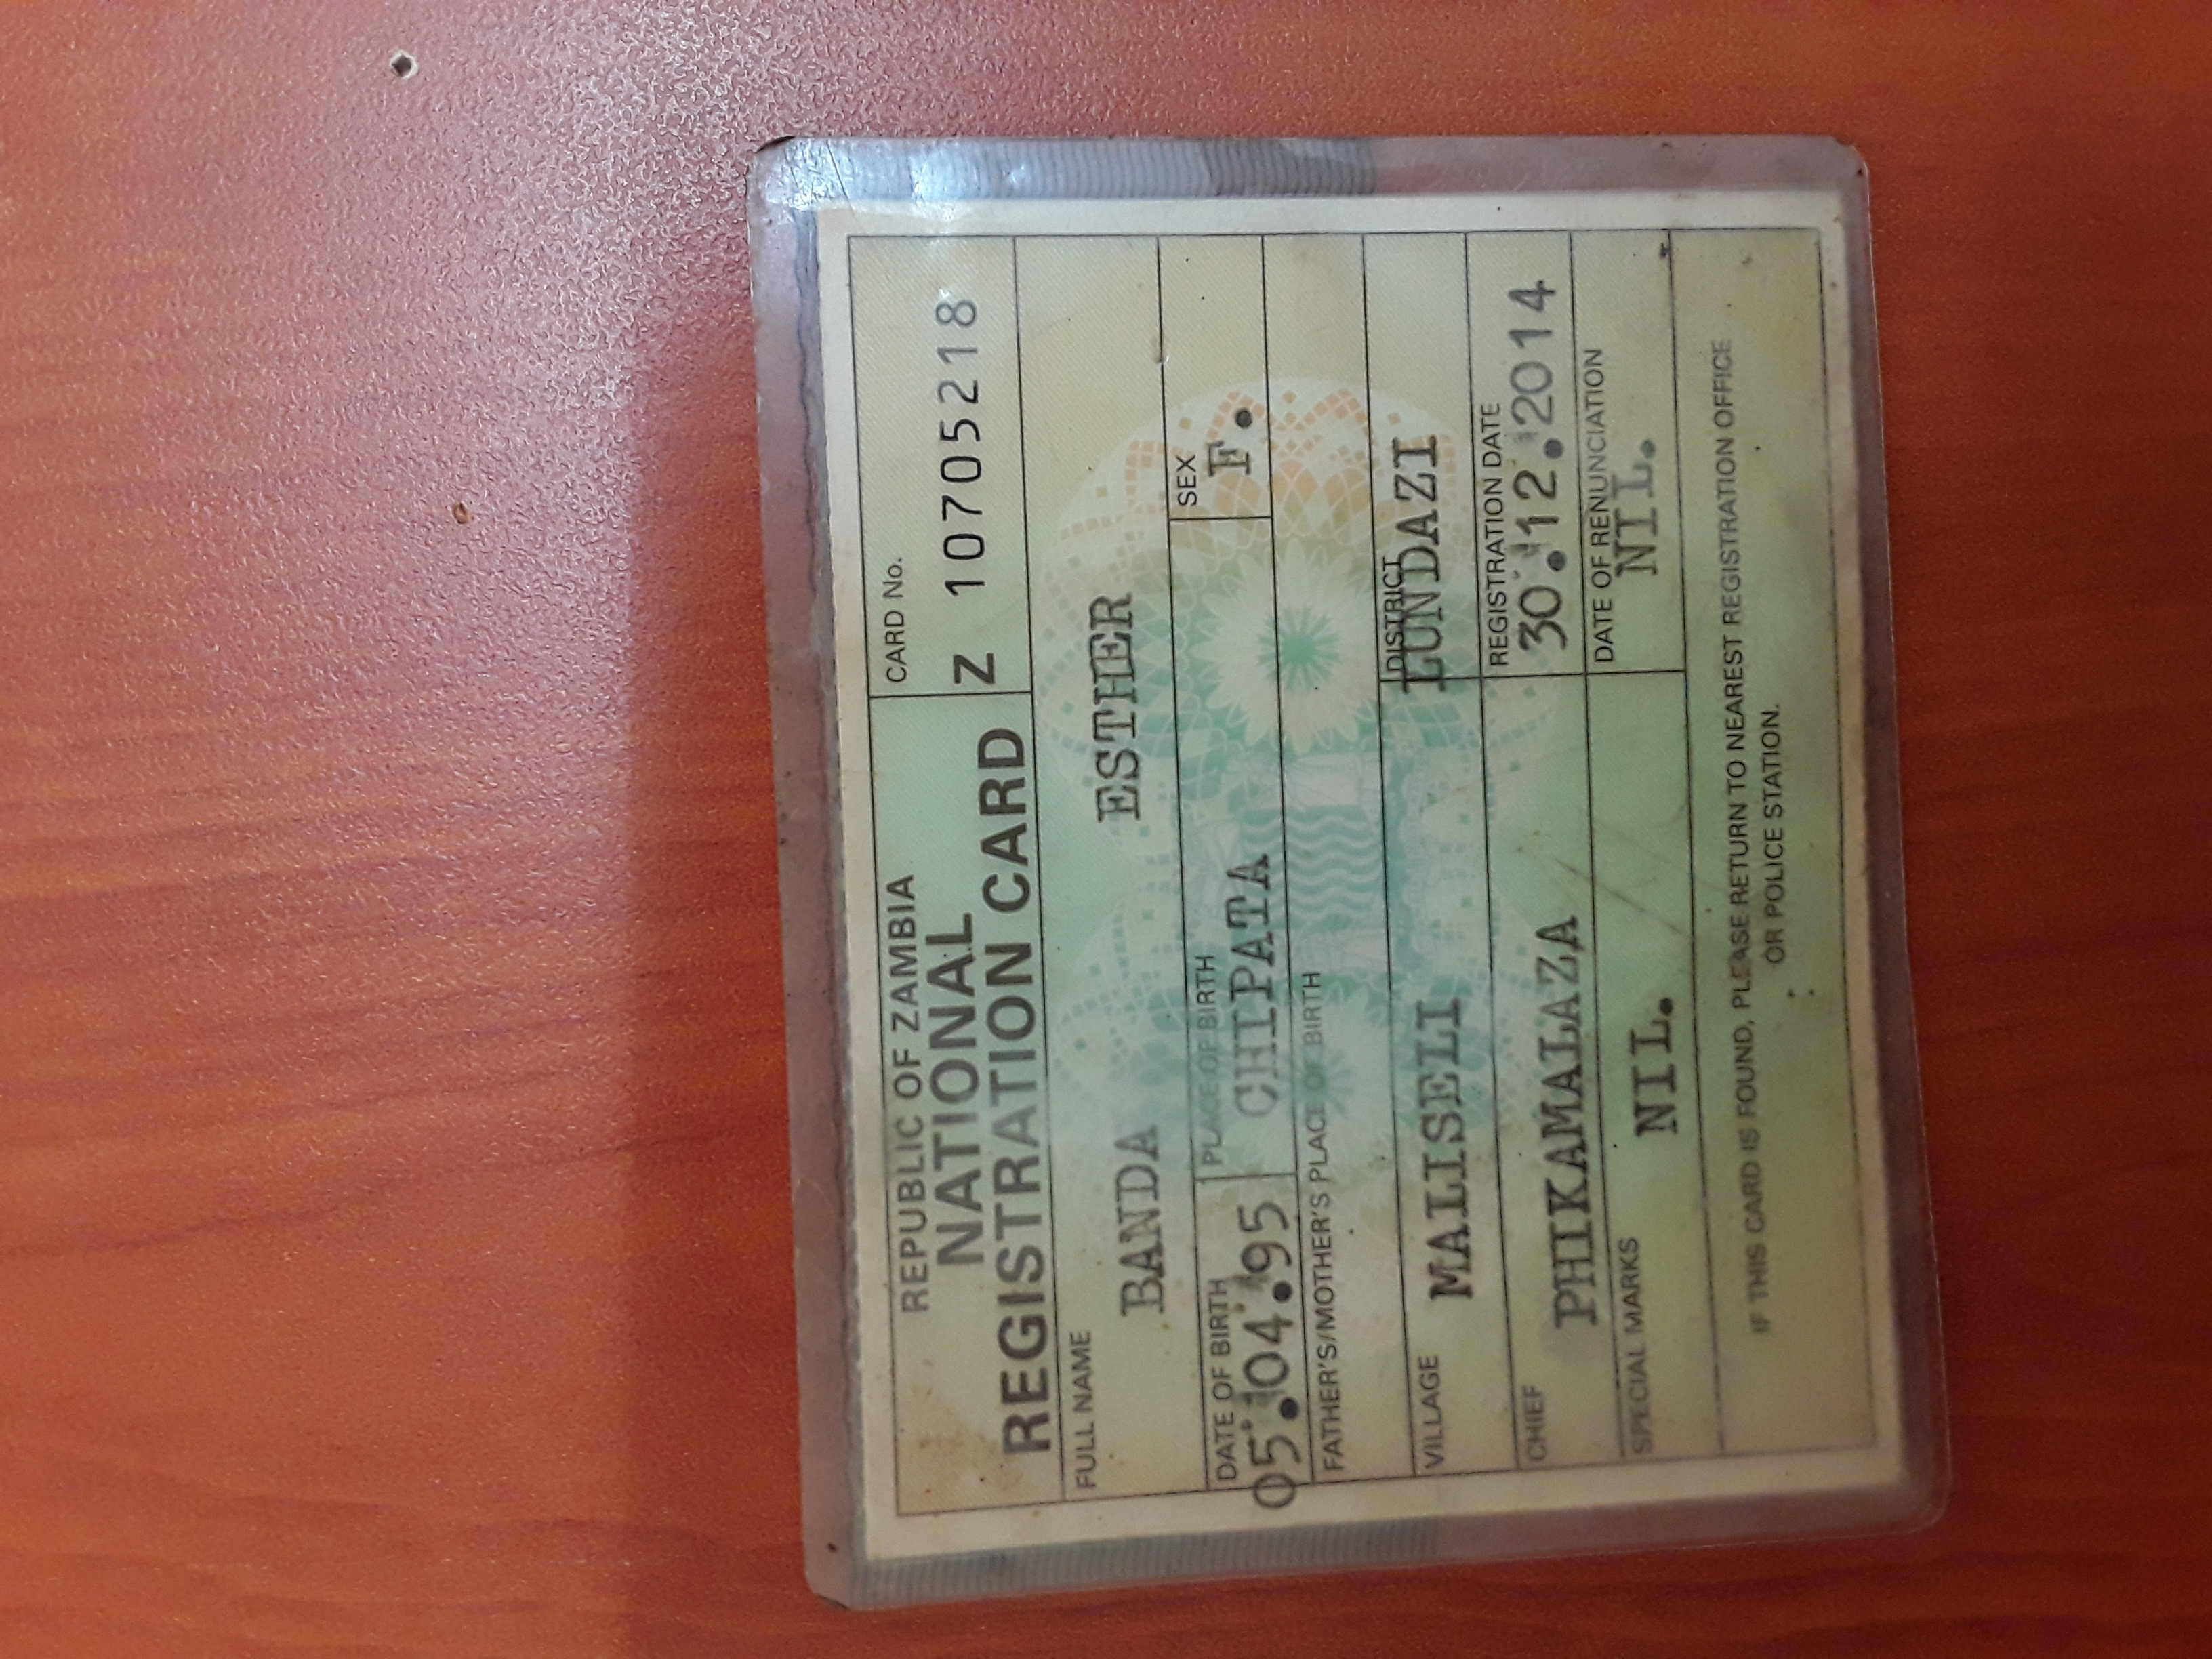 REPUBLIC OF ZAMBIA
NATIONAL
REGISTRATION CARD
CARD No.
Z 10705218
FULL NAME
BANDA ESTHER
DATE OF BIRTH
05.04.95
PLACE OF BIRTH
CHIPATA
SEX
F.
FATHER'S/MOTHER'S PLACE OF BIRTH
VILLAGE
MALISELI
DISTRICT
LUNDAZI
CHIEF
PHIKAMALAZA
REGISTRATION DATE
30.12.2014
SPECIAL MARKS
NIL.
DATE OF RENUNCIATION
NIL.
IF THIS CARD IS FOUND, PLEASE RETURN TO NEAREST REGISTRATION OFFICE
OR POLICE STATION.